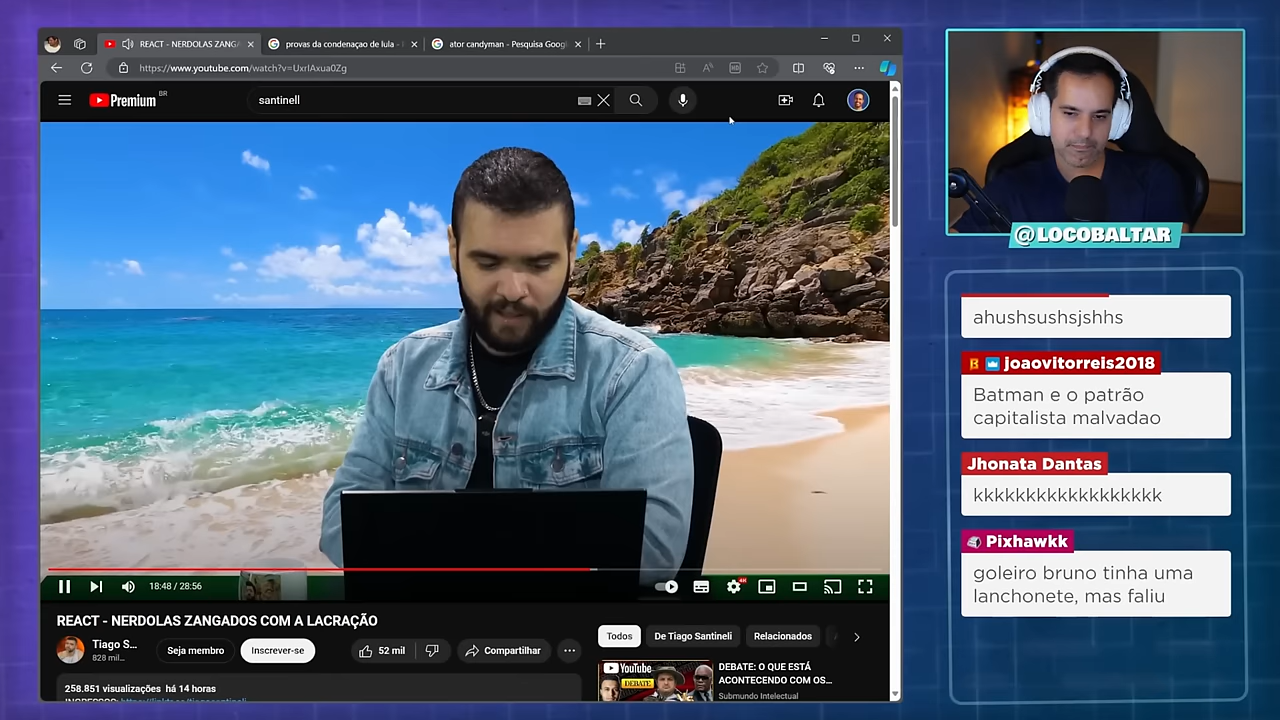 REACT - NERDOLAS ZANGA
provas da condenaçao de lula -
ator candyman - Pesquisa Goog
https://www.youtube.com/watch?v=UxrlAxua0Zg
Premium BR
santinell
18:48 / 28:56
REACT - NERDOLAS ZANGADOS COM A LACRAÇÃO
Tiago S...
828 mil...
Seja membro
Inscrever-se
52 mil
Compartilhar
258.851 visualizações há 14 horas
Todos
De Tiago Santineli
Relacionados
YouTube
DEBATE
DEBATE: O QUE ESTÁ
ACONTECENDO COM OS...
Submundo Intelectual
@LOCOBALTAR
ahushsushsjshhs
joaovitorreis2018
Batman e o patrão
capitalista malvadao
Jhonata Dantas
kkkkkkkkkkkkkkkkkk
Pixhawkk
goleiro bruno tinha uma
lanchonete, mas faliu